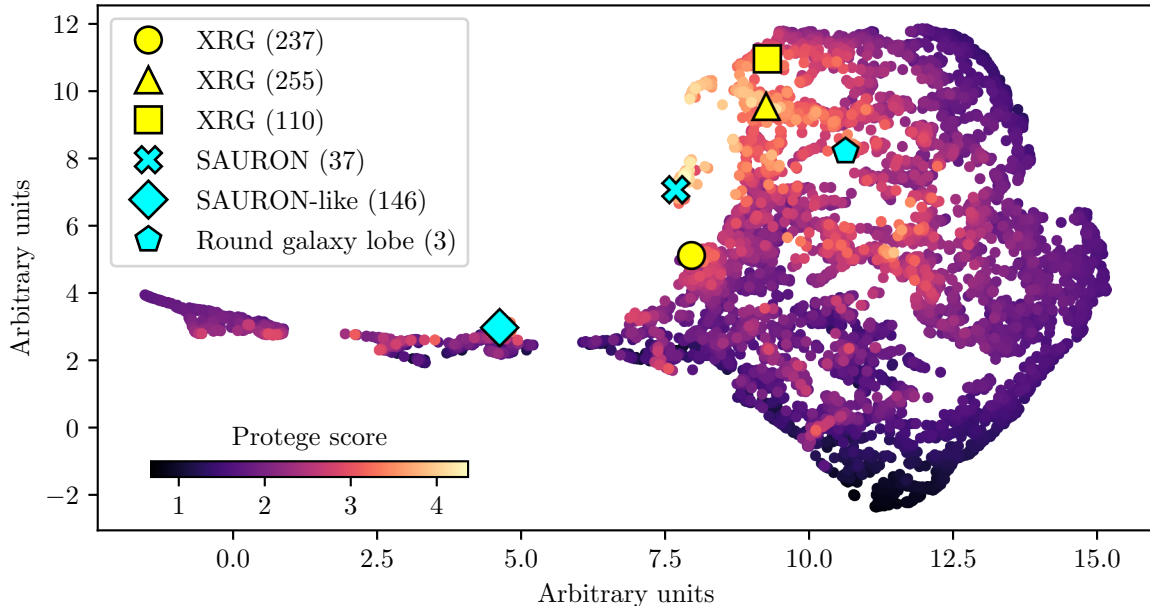 12
10
8
6
4
2
0
−2
Arbitrary units
XRG (237)
XRG (255)
XRG (110)
SAURON (37)
SAURON-like (146)
Round galaxy lobe (3)
Protege score
1 2 3 4
0.0 2.5 5.0 7.5 10.0 12.5 15.0
Arbitrary units